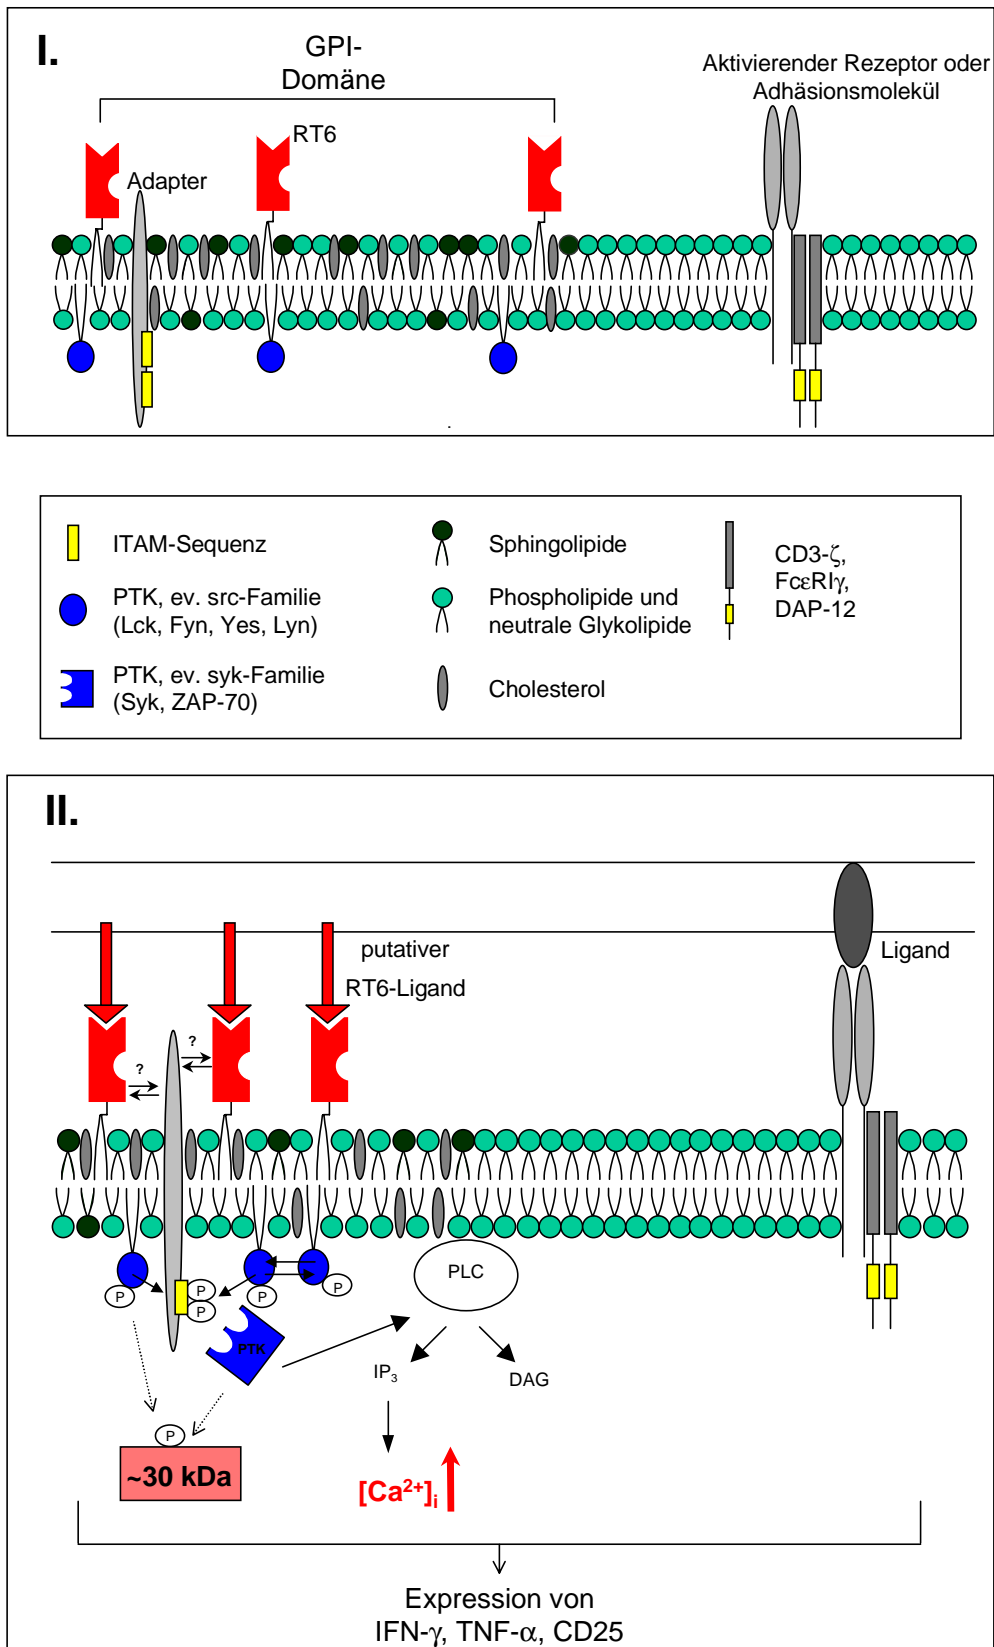 I.
GPI-
Domäne
Aktivierender Rezeptor oder
Adhäsionsmolekül
RT6
Adapter
ITAM-Sequenz
PTK, ev. src-Familie
(Lck, Fyn, Yes, Lyn)
PTK, ev. syk-Familie
(Syk, ZAP-70)
Sphingolipide
Phospholipide und
neutrale Glykolipide
Cholesterol
CD3-ζ,
FcεRIγ,
DAP-12
II.
putativer
RT6-Ligand
Ligand
?
?
P
P
P
P
P
PLC
PTK
IP3
DAG
P
~30 kDa
[Ca2+]i
Expression von
IFN-γ, TNF-α, CD25